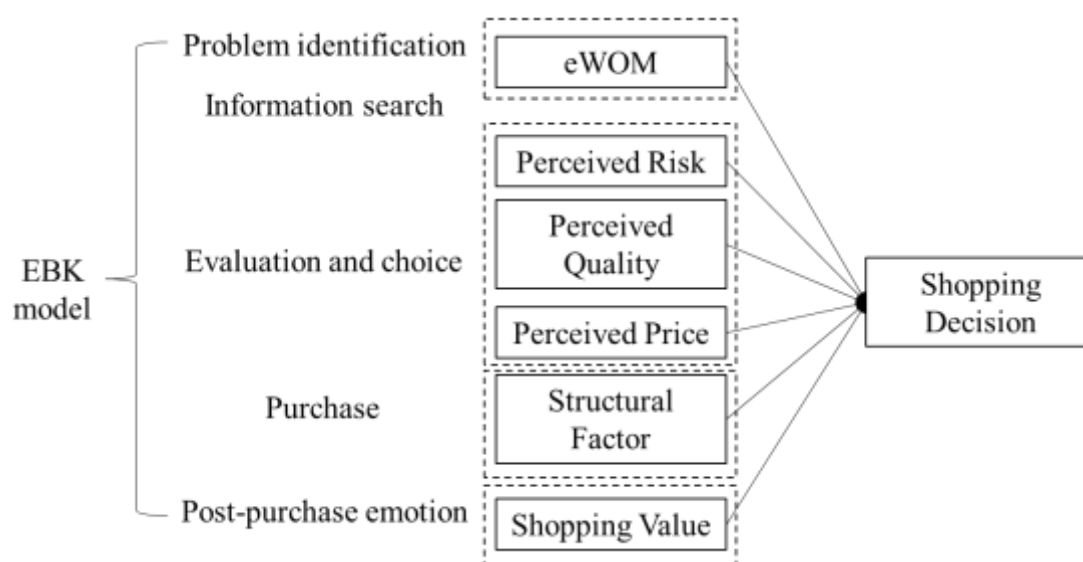 Problem identification
eWOM
Information search
Perceived Risk
Perceived
Quality
Evaluation and choice
EBK
model
Shopping
Decision
Perceived Price
Purchase
Structural
Factor
Post-purchase emotion
Shopping Value